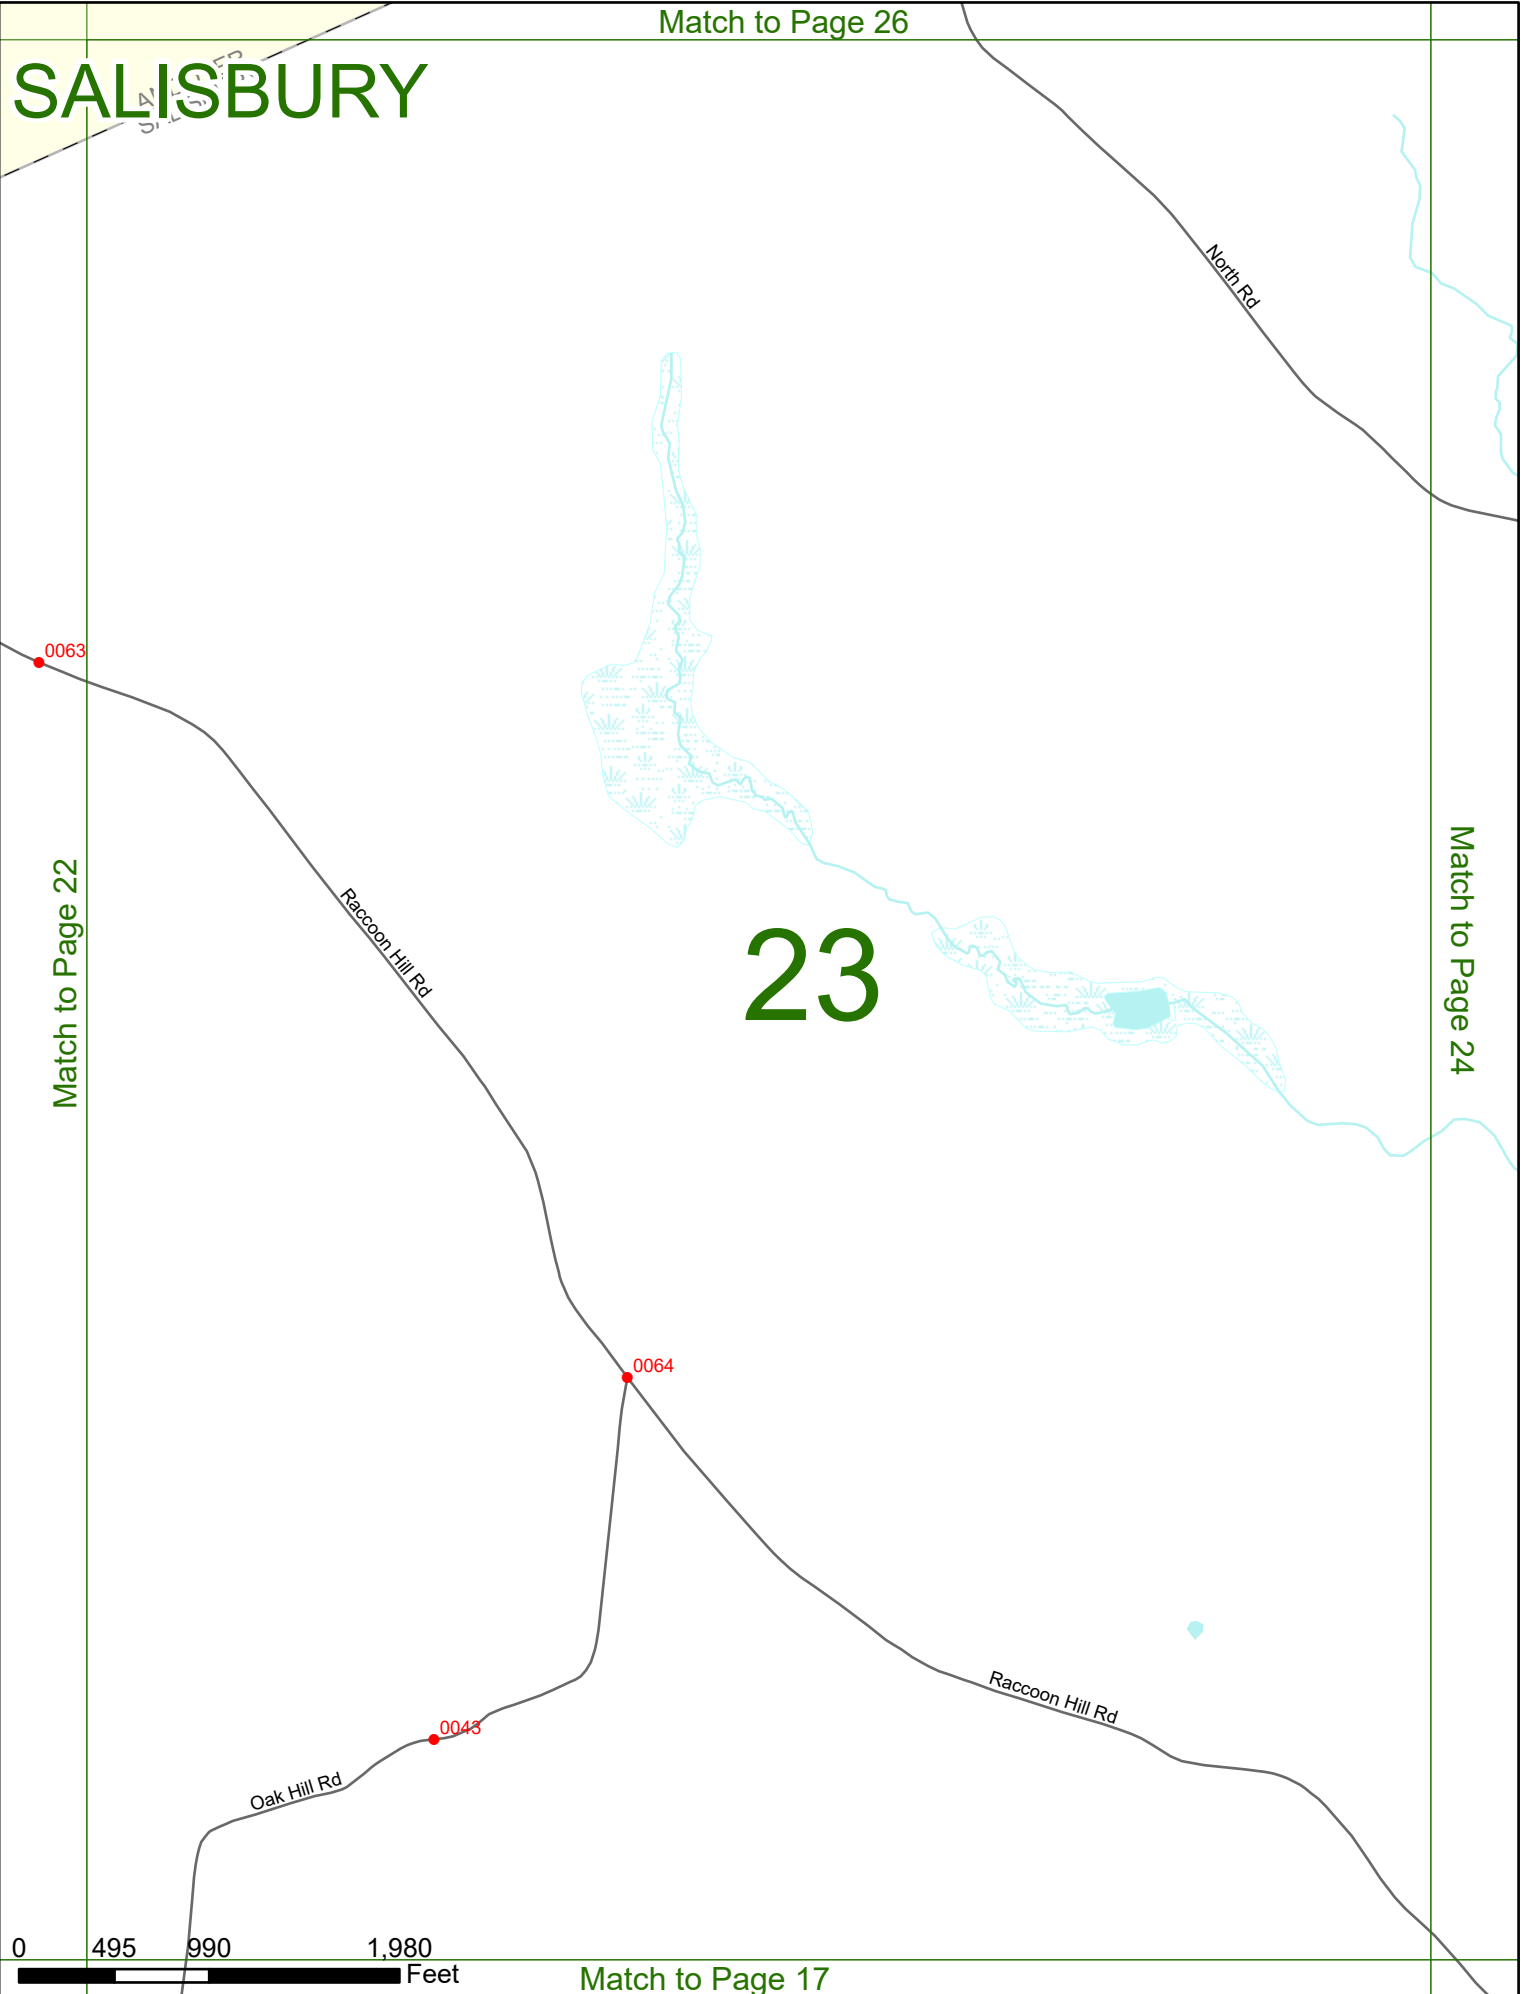 Match to Page 26
SALISBURY
North Rd
0063
Match to Page 22
Raccoon Hill Rd
23
Match to Page 24
0064
Raccoon Hill Rd
0043
Oak Hill Rd
0 495 990 1,980
Feet
Match to Page 17